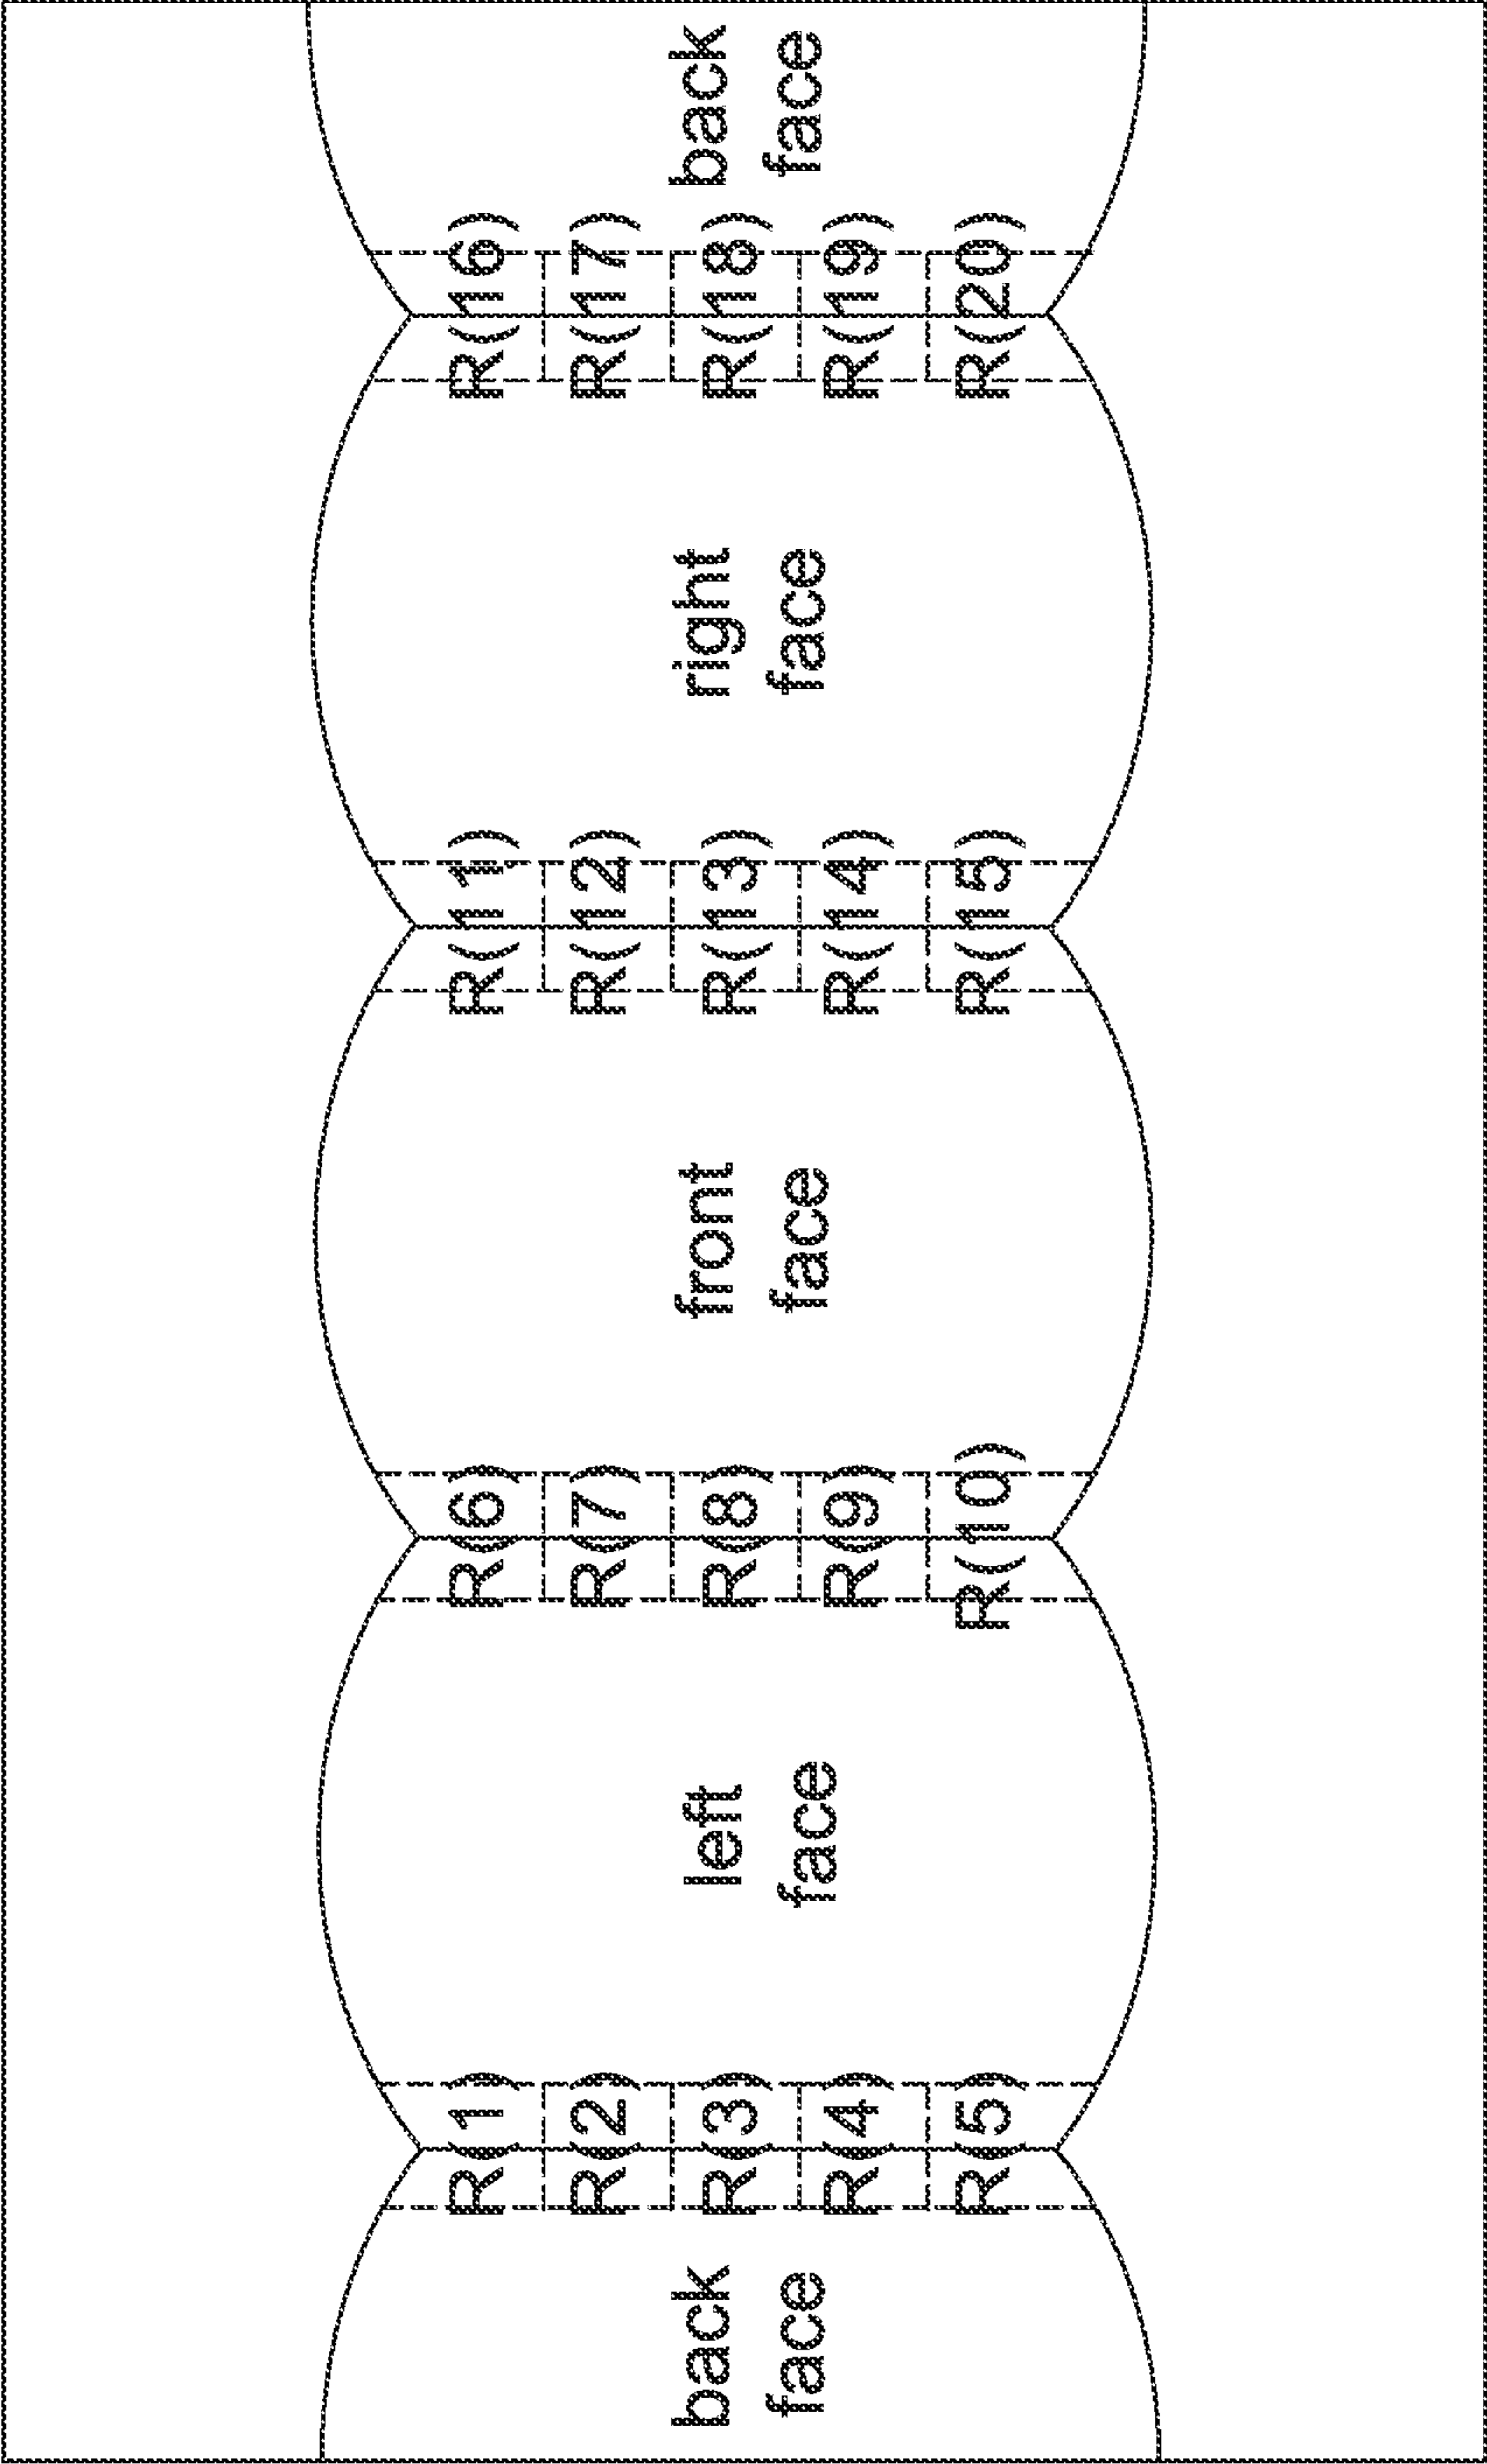 back
face
R(1)
R(2)
R(3)
R(4)
R(5)
left
face
R(6)
R(7)
R(8)
R(9)
R(10)
front
face
R(11)
R(12)
R(13)
R(14)
R(15)
right
face
R(16)
R(17)
R(18)
R(19)
R(20)
back
face